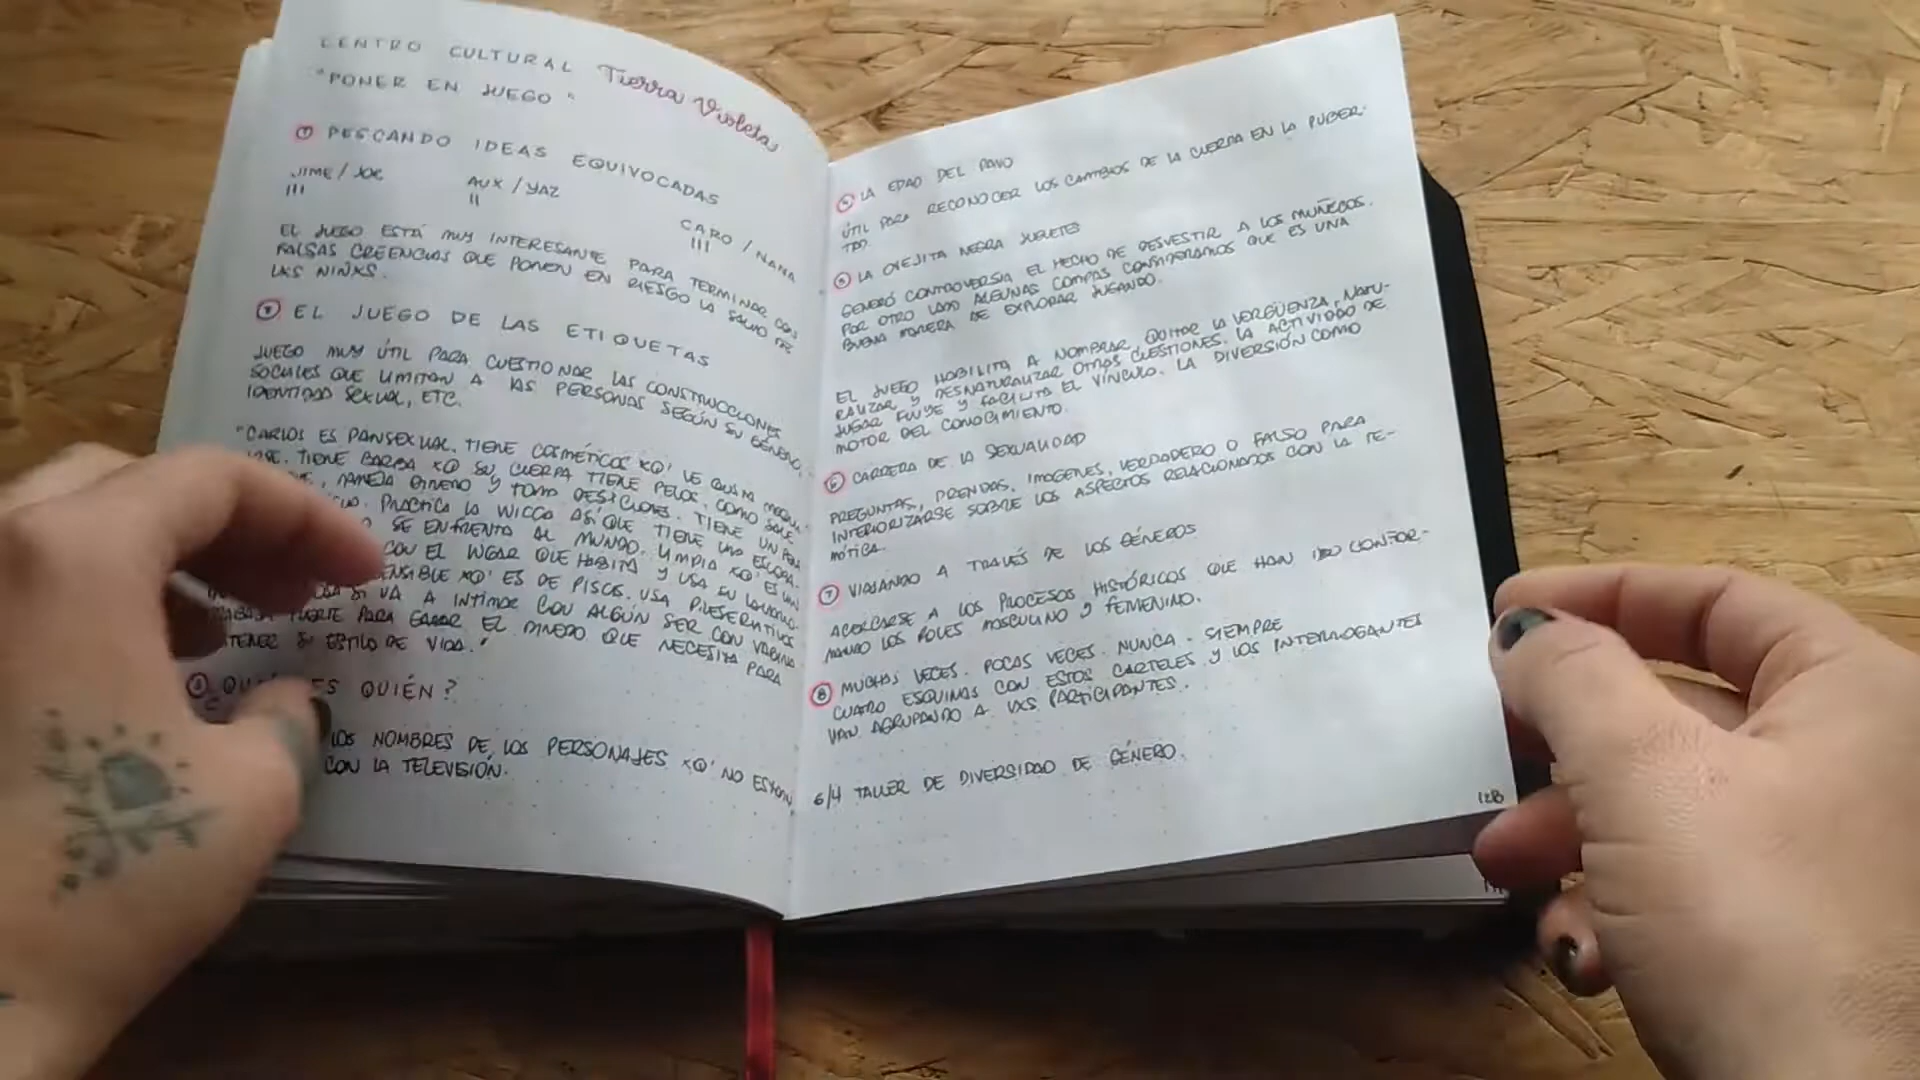 CENTRO CULTURAL Tierra Violeta
"PONER EN JUEGO"
① PESCANDO IDEAS EQUIVOCADAS
JIME / JOR
III
AUX / YAZ
II
CARO / NANA
III
EL JUEGO ESTÁ MUY INTERESANTE PARA TERMINAR CON
FALSAS CREENCIAS QUE PONEN EN RIESGO LA SALUD DE
LXS NIÑXS.
② EL JUEGO DE LAS ETIQUETAS
JUEGO MUY ÚTIL PARA CUESTIONAR LAS CONSTRUCCIONES
SOCIALES QUE LIMITAN A LAS PERSONAS SEGÚN SU GÉNERO,
IDENTIDAD SEXUAL, ETC.
"CARLOS ES PANSEXUAL. TIENE COSMÉTICOS XQ' LE GUSTA
TIENE BARBA XQ SU CUERPA TIENE PELOS, COMO
MANEJA DINERO Y TOMA DESICIONES. TIENE UN
PRACTICA LA WICCA ASÍ QUE TIENE UNA ESCOBA.
SE ENFRENTA AL MUNDO. LIMPIA XQ' ES UN
CON EL LUGAR QUE HABITA Y USA SU
ES DE PISCIS. USA PRESERVATIVOS
SI VA A INTIMAR CON ALGÚN SER CON VAGINA
FUERTE PARA GANAR EL DINERO QUE NECESITA PARA
SU ESTILO DE VIDA."
③ ES QUIÉN?
LOS NOMBRES DE LOS PERSONAJES XQ' NO ESTÁN
CON LA TELEVISIÓN.
④ LA EDAD DEL PAVO
ÚTIL PARA RECONOCER LOS CAMBIOS DE LA CUERPA EN LA PUBER-
TAD.
⑤ LA OVEJITA NEGRA JUGUETES
GENERÓ CONTROVERSIA EL HECHO DE DESVESTIR A LOS MUÑECOS.
POR OTRO LADO ALGUNAS COMPAS CONSIDERAMOS QUE ES UNA
BUENA MANERA DE EXPLORAR JUGANDO.
EL JUEGO HABILITA A NOMBRAR, QUITAR LA VERGÜENZA, NATU-
RALIZAR Y DESNATURALIZAR OTRAS CUESTIONES. LA ACTIVIDAD DE
JUGAR FLUYE Y FACILITA EL VÍNCULO. LA DIVERSIÓN COMO
MOTOR DEL CONOCIMIENTO.
⑥ CARRERA DE LA SEXUALIDAD
PREGUNTAS, PRENDAS, IMAGENES, VERDADERO O FALSO PARA
INTERIORIZARSE SOBRE LOS ASPECTOS RELACIONADOS CON LA TE-
MÁTICA.
⑦ VIAJANDO A TRAVÉS DE LOS GÉNEROS
ACERCARSE A LOS PROCESOS HISTÓRICOS QUE HAN IDO CONFOR-
MANDO LOS ROLES MASCULINO Y FEMENINO.
⑧ MUCHAS VECES. POCAS VECES. NUNCA. SIEMPRE
CUATRO ESQUINAS CON ESTOS CARTELES Y LOS INTERROGANTES
VAN AGRUPANDO A LXS PARTICIPANTES.
6/4 TALLER DE DIVERSIDAD DE GÉNERO.
128